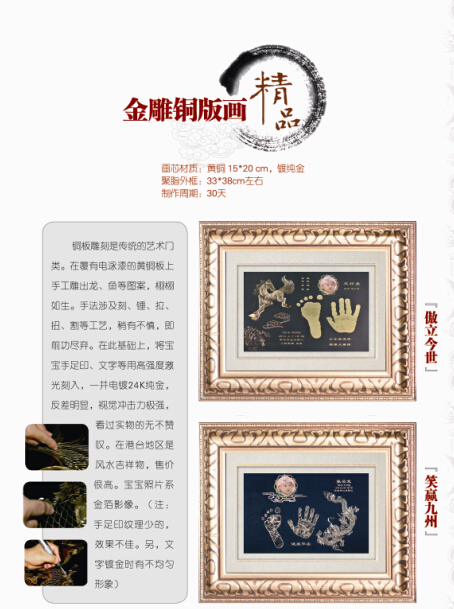 金雕铜版画
精品
画芯材质：黄铜 15*20 cm，镀纯金
聚脂外框：33*38cm左右
制作周期：30天
铜板雕刻是传统的艺术门
类。在覆有电泳漆的黄铜板上
手工雕出龙、鱼等图案，栩栩
如生。手法涉及刻、锤、拉、
扭、割等工艺，稍有不慎，即
前功尽弃。在此基础上，将宝
宝手足印、文字等用高强度激
光刻入，一并电镀24K纯金，
反差明显，视觉冲击力极强，
看过实物的无不赞
叹。在港台地区是
风水吉祥物，售价
很高。宝宝照片系
金箔影像。（注：
手足印纹理少的，
效果不佳。另，文
字镀金时有不均匀
形象）
『傲立今世』
『笑赢九州』